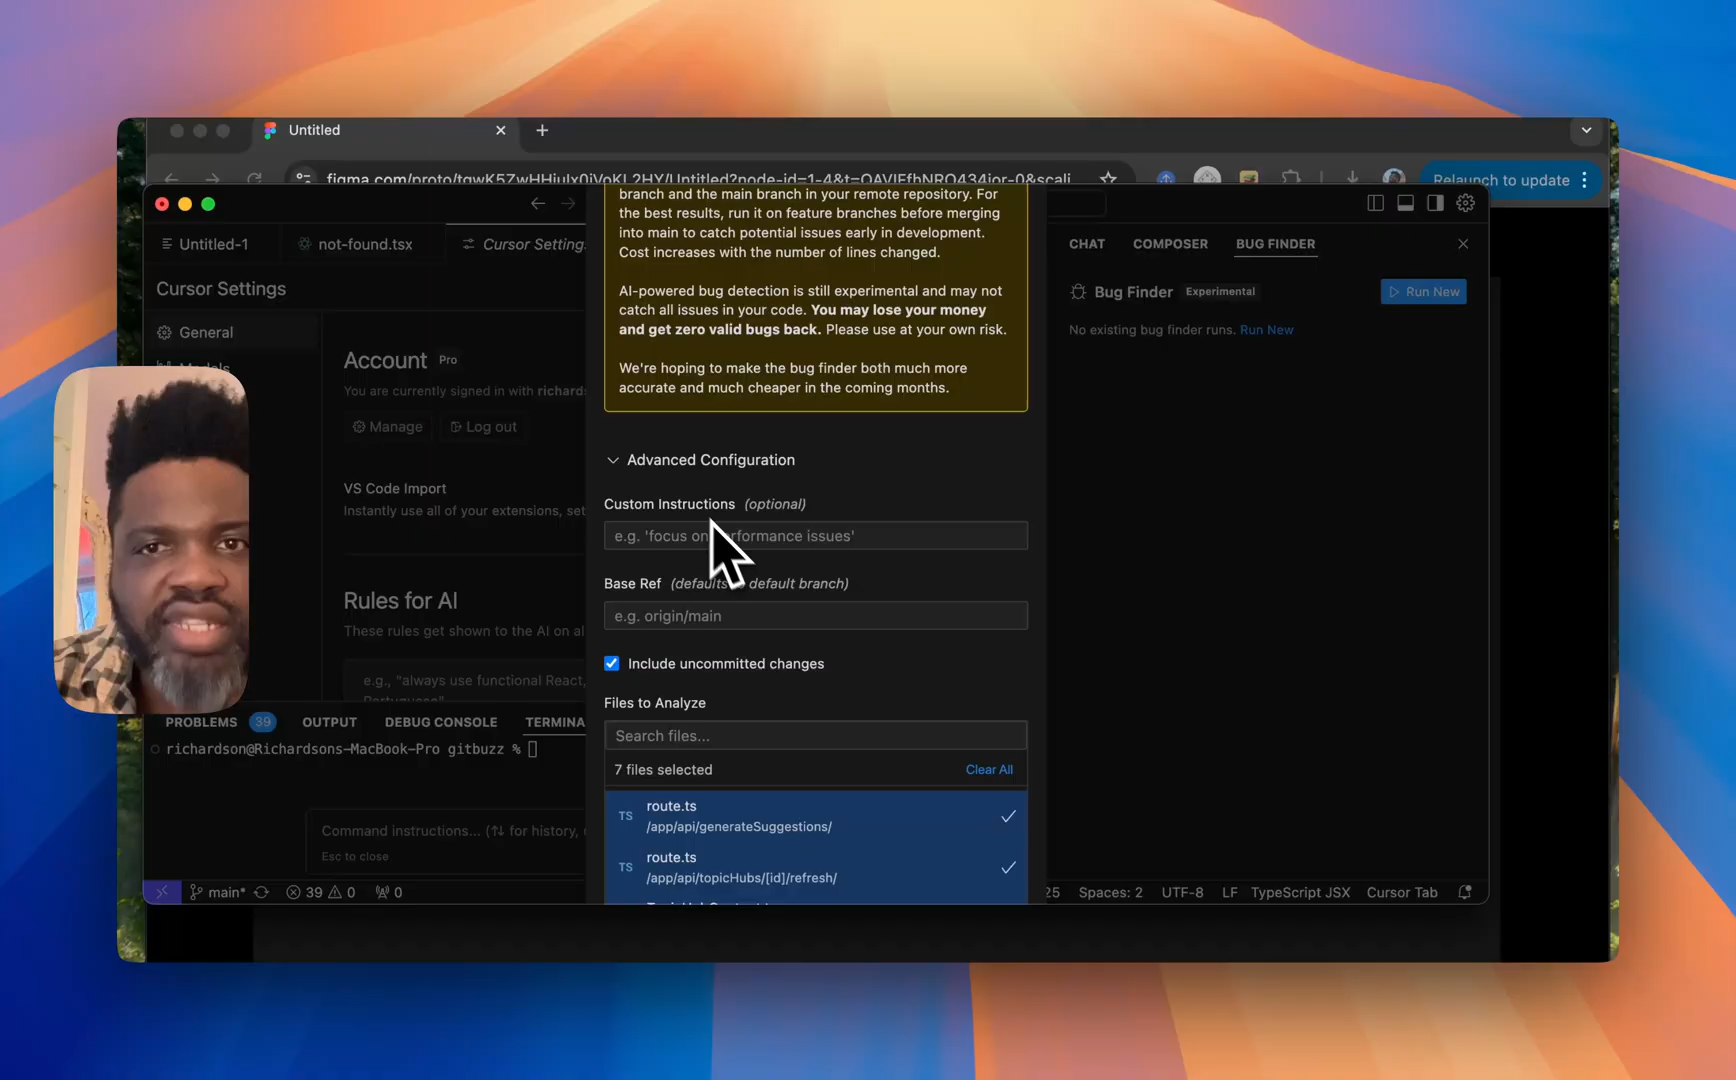 Untitled
figma.com/proto/
Relaunch to update
Untitled-1
not-found.tsx
Cursor Setting
Cursor Settings
General
Models
Account Pro
You are currently signed in with richards
Manage
Log out
VS Code Import
Instantly use all of your extensions, set
Rules for AI
These rules get shown to the AI on al
e.g., "always use functional React,
PROBLEMS 39 OUTPUT DEBUG CONSOLE TERMINA
richardson@Richardsons-MacBook-Pro gitbuzz %
Command instructions... (⇅ for history,
Esc to close
branch and the main branch in your remote repository. For
the best results, run it on feature branches before merging
into main to catch potential issues early in development.
Cost increases with the number of lines changed.
AI-powered bug detection is still experimental and may not
catch all issues in your code. You may lose your money
and get zero valid bugs back. Please use at your own risk.
We're hoping to make the bug finder both much more
accurate and much cheaper in the coming months.
Advanced Configuration
Custom Instructions (optional)
e.g. 'focus on performance issues'
Base Ref (defaults default branch)
e.g. origin/main
Include uncommitted changes
Files to Analyze
Search files...
7 files selected
Clear All
TS route.ts
/app/api/generateSuggestions/
TS route.ts
/app/api/topicHubs/[id]/refresh/
CHAT COMPOSER BUG FINDER
Bug Finder Experimental
Run New
No existing bug finder runs. Run New
main* 39 0 0
25 Spaces: 2 UTF-8 LF TypeScript JSX Cursor Tab